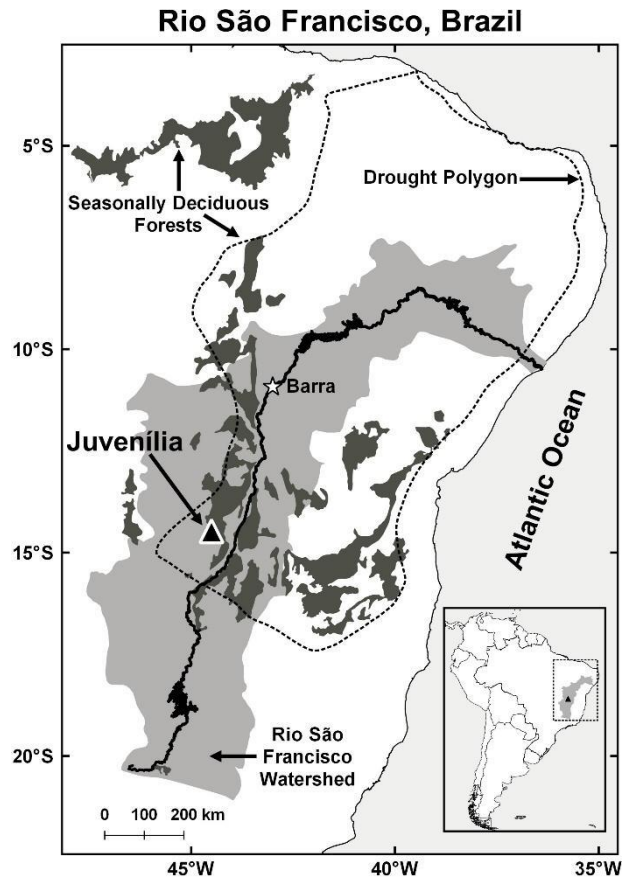 Rio São Francisco, Brazil
5°S
Drought Polygon
Seasonally Deciduous
Forests
10°S
Barra
Juvenília
Atlantic Ocean
15°S
20°S
Rio São
Francisco
Watershed
0 100 200 km
45°W 40°W 35°W